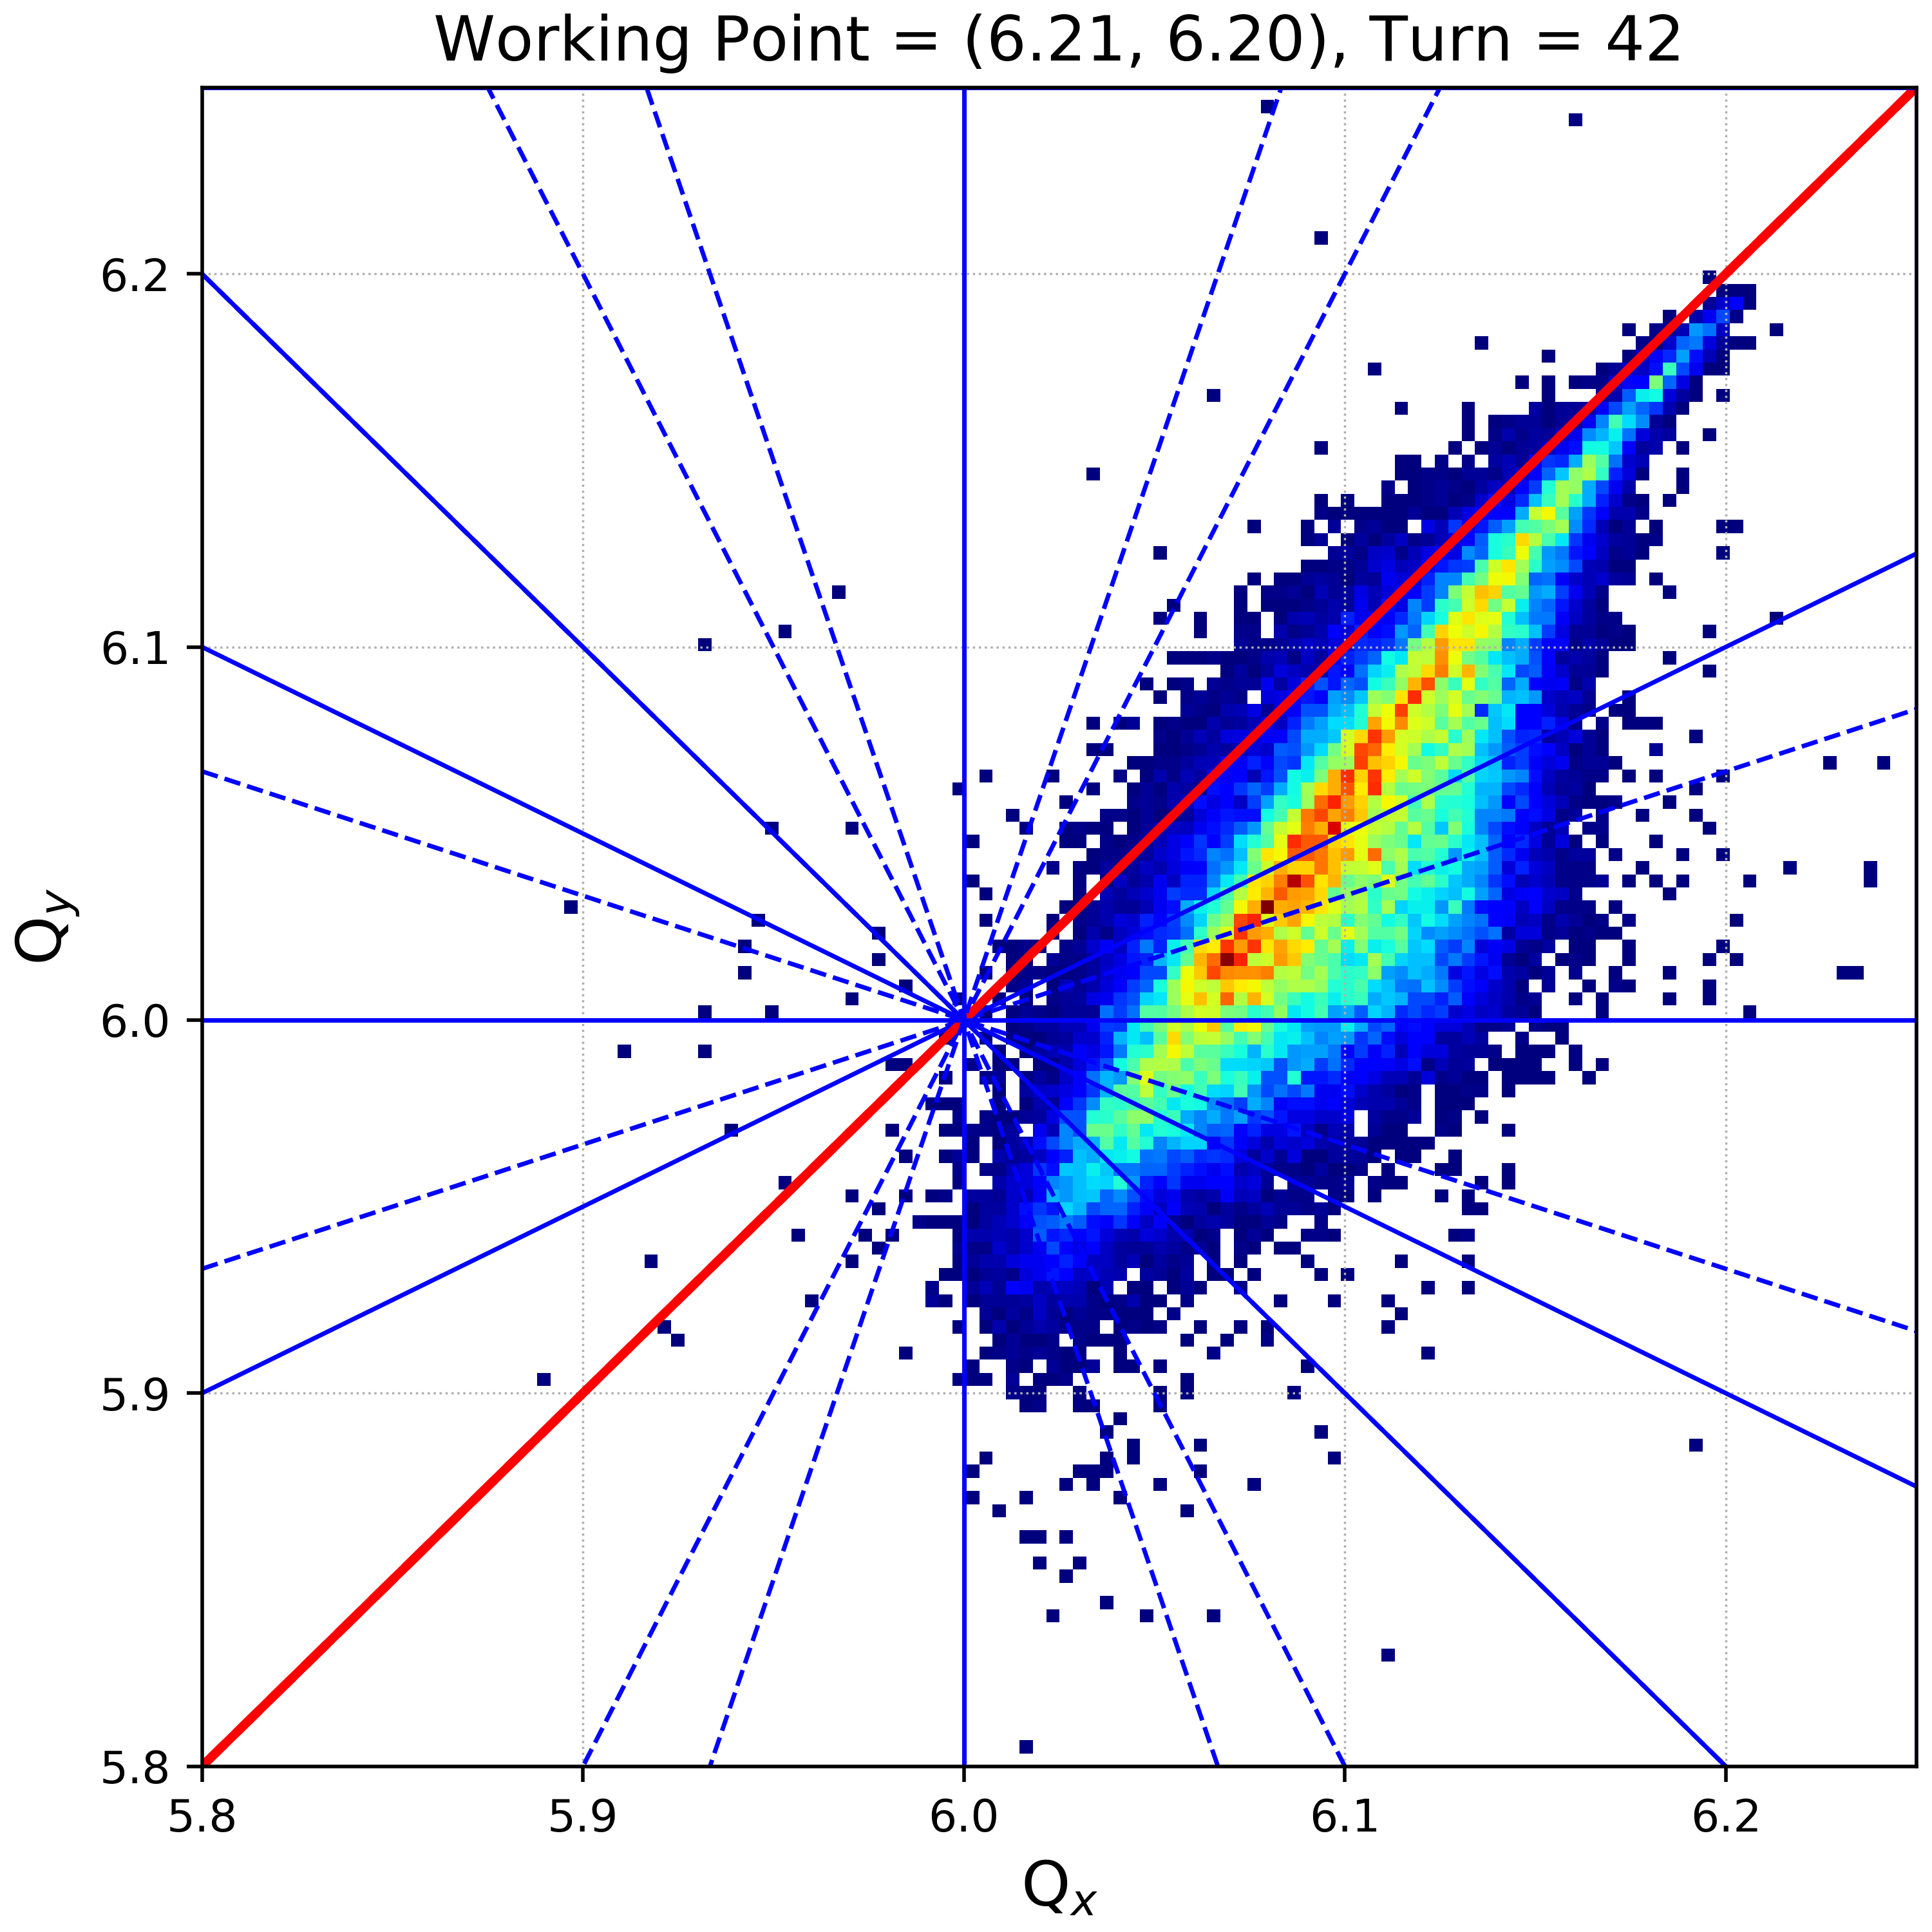 Working Point = (6.21, 6.20), Turn = 42
6.2
6.1
6.0
5.9
5.8
Qy
5.8 5.9 6.0 6.1 6.2
Qx